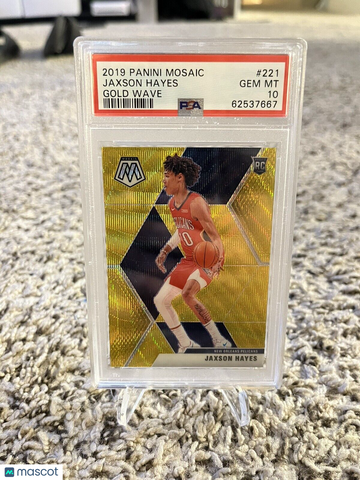 2019 PANINI MOSAIC #221
JAXSON HAYES GEM MT
GOLD WAVE PSA 10
62537667
M
RC
10
NEW ORLEANS PELICANS
JAXSON HAYES
mascot